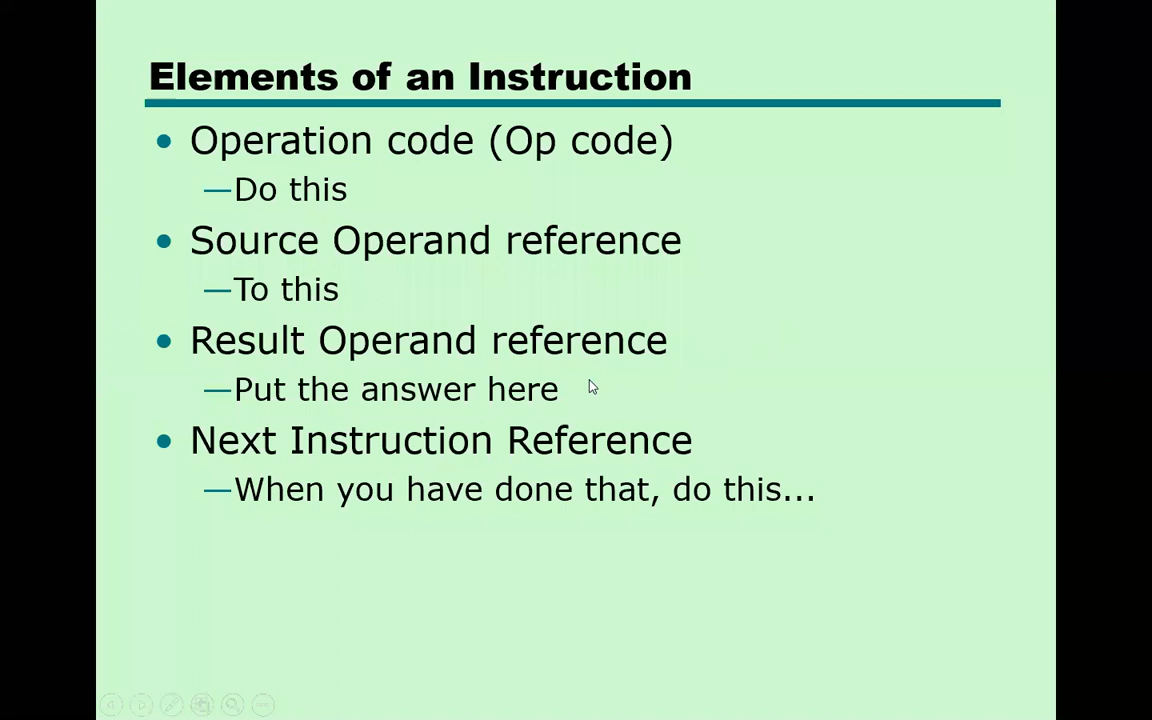 Elements of an Instruction
• Operation code (Op code)
—Do this
• Source Operand reference
—To this
• Result Operand reference
—Put the answer here
• Next Instruction Reference
—When you have done that, do this...